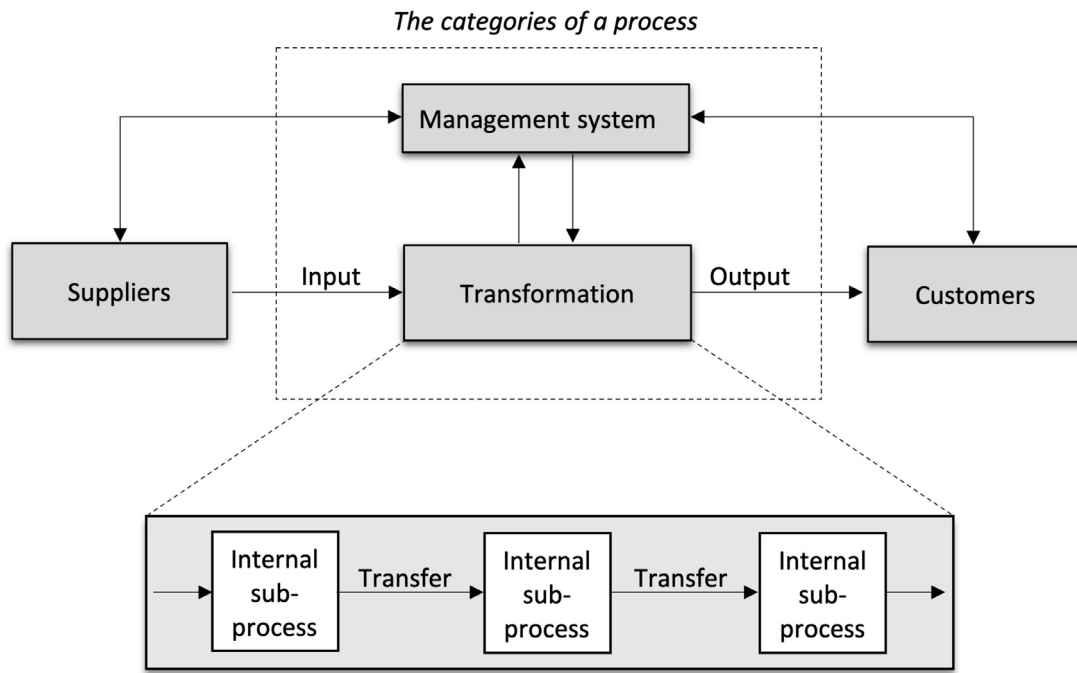 The categories of a process
Management system
Suppliers
Input
Transformation
Output
Customers
Internal
sub-
process
Transfer
Internal
sub-
process
Transfer
Internal
sub-
process